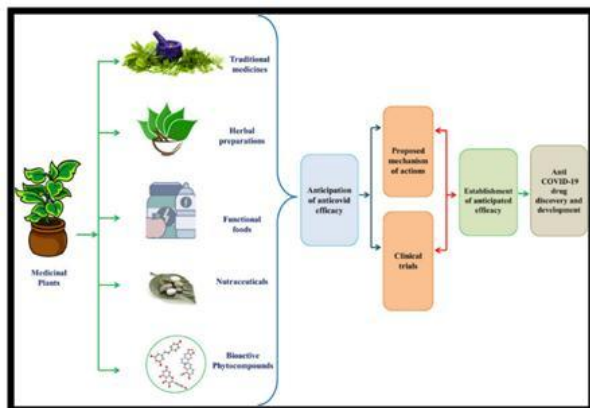 Traditional
medicines
Herbal
preparations
Functional
foods
Nutraceuticals
Bioactive
Phytocompounds
Medicinal
Plants
Anticipation
of anticovid
efficacy
Proposed
mechanism
of actions
Clinical
trials
Establishment
of anticipated
efficacy
Anti
COVID-19
drug
discovery and
development